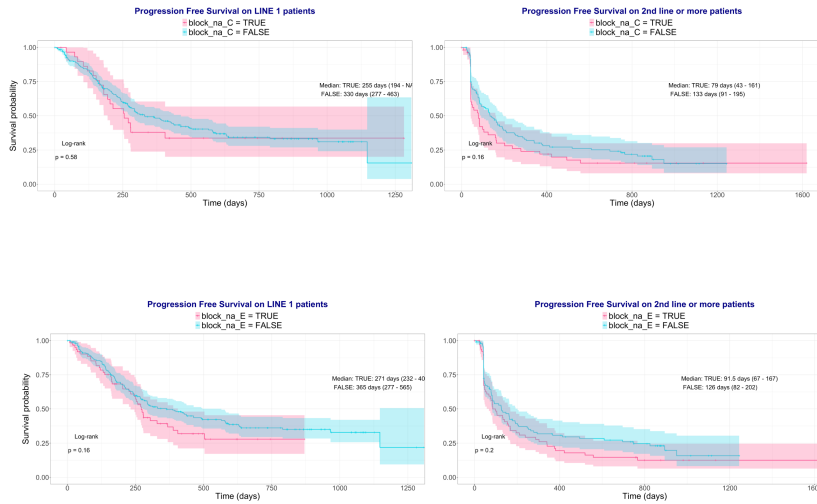 Progression Free Survival on LINE 1 patients
block_na_C = TRUE
block_na_C = FALSE
Survival probability
1.00
0.75
0.50
0.25
0.00
Median: TRUE: 255 days (194 - NA
FALSE: 330 days (277 - 463)
Log-rank
p = 0.58
0
250
500
750
1000
1250
Time (days)
Progression Free Survival on 2nd line or more patients
block_na_C = TRUE
block_na_C = FALSE
1.00
0.75
0.50
0.25
0.00
Median: TRUE: 79 days (43 - 161)
FALSE: 133 days (91 - 195)
Log-rank
p = 0.16
0
400
800
1200
1600
Time (days)
Progression Free Survival on LINE 1 patients
block_na_E = TRUE
block_na_E = FALSE
Survival probability
1.00
0.75
0.50
0.25
0.00
Median: TRUE: 271 days (232 - 40
FALSE: 365 days (277 - 565)
Log-rank
p = 0.16
0
250
500
750
1000
1250
Time (days)
Progression Free Survival on 2nd line or more patients
block_na_E = TRUE
block_na_E = FALSE
1.00
0.75
0.50
0.25
0.00
Median: TRUE: 91.5 days (67 - 167)
FALSE: 126 days (82 - 202)
Log-rank
p = 0.2
0
400
800
1200
Time (days)